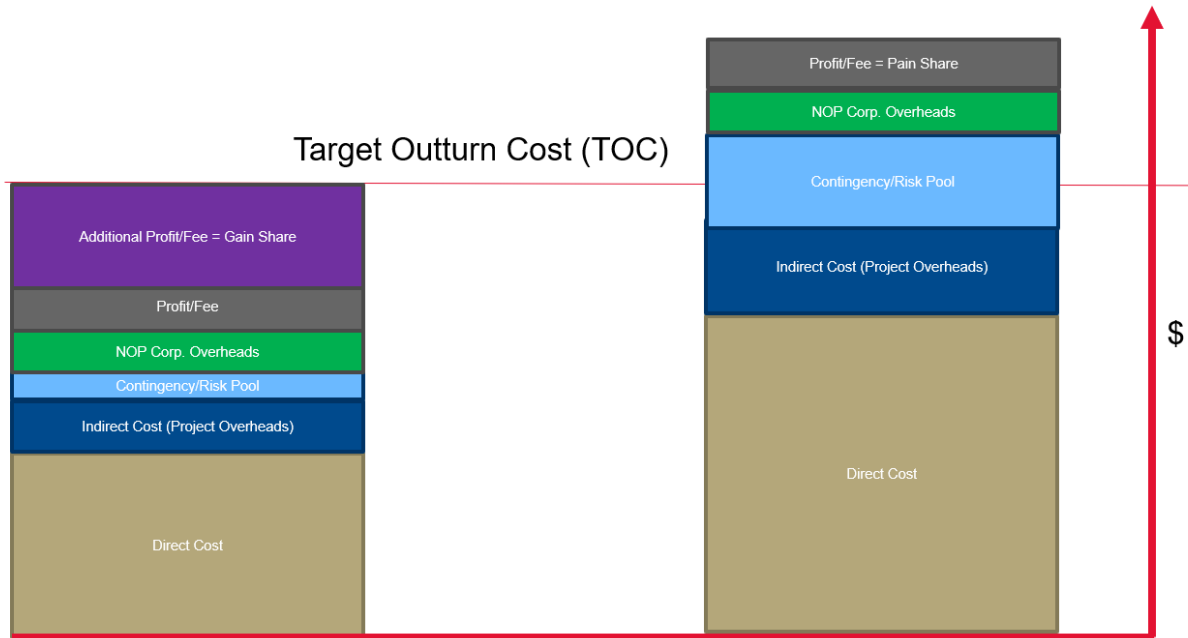 Target Outturn Cost (TOC)
Additional Profit/Fee = Gain Share
Profit/Fee
NOP Corp. Overheads
Contingency/Risk Pool
Indirect Cost (Project Overheads)
Direct Cost
Profit/Fee = Pain Share
NOP Corp. Overheads
Contingency/Risk Pool
Indirect Cost (Project Overheads)
Direct Cost
$